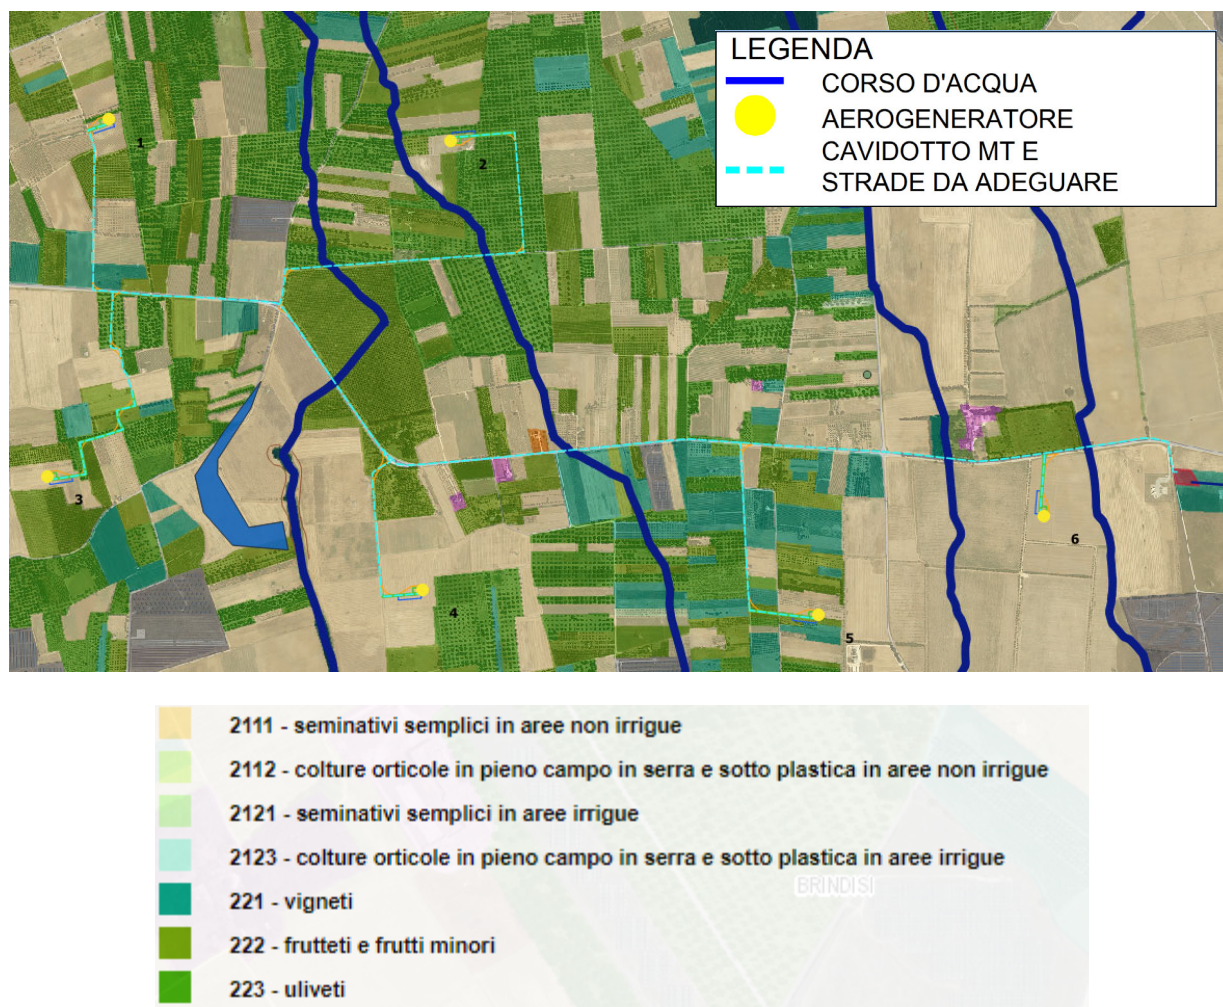 LEGENDA
CORSO D'ACQUA
AEROGENERATORE
CAVIDOTTO MT E
STRADE DA ADEGUARE
1
2
3
4
5
6
2111 - seminativi semplici in aree non irrigue
2112 - colture orticole in pieno campo in serra e sotto plastica in aree non irrigue
2121 - seminativi semplici in aree irrigue
2123 - colture orticole in pieno campo in serra e sotto plastica in aree irrigue
BRINDISI
221 - vigneti
222 - frutteti e frutti minori
223 - uliveti